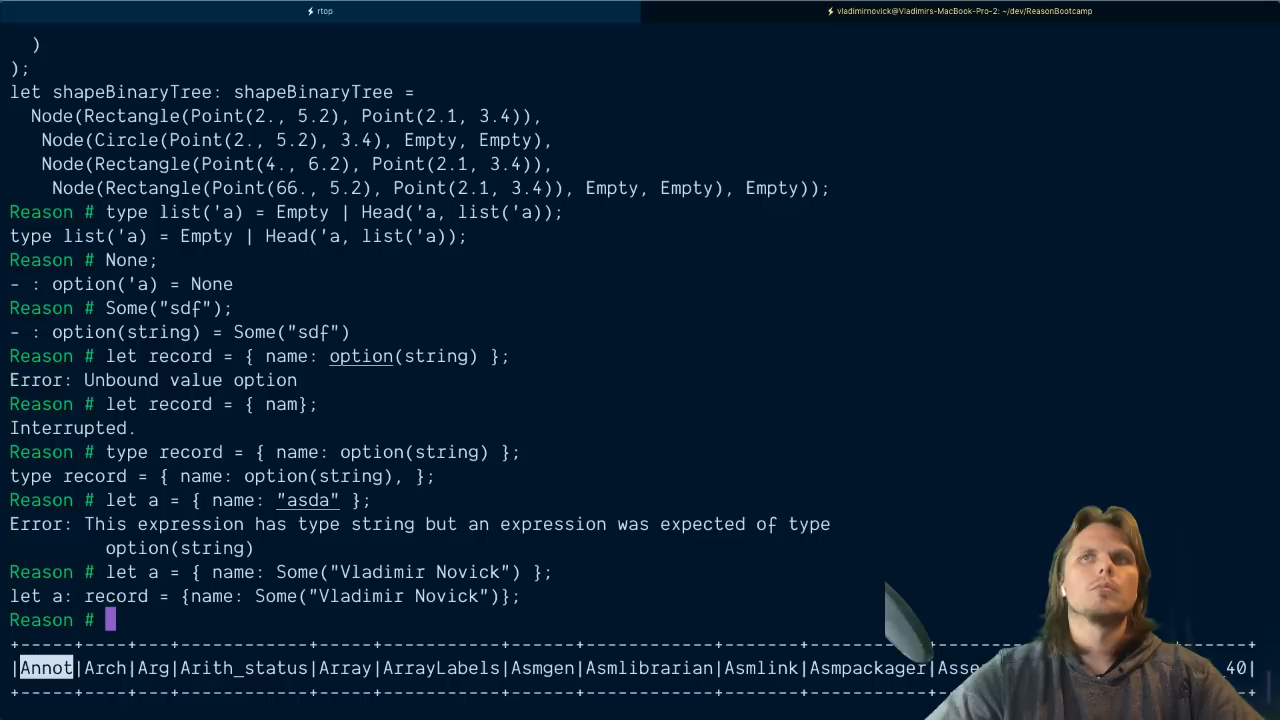 ⚡ rtop
⚡ vladimirnovick@Vladimirs-MacBook-Pro-2: ~/dev/ReasonBootcamp
)
);
let shapeBinaryTree: shapeBinaryTree =
Node(Rectangle(Point(2., 5.2), Point(2.1, 3.4)),
Node(Circle(Point(2., 5.2), 3.4), Empty, Empty),
Node(Rectangle(Point(4., 6.2), Point(2.1, 3.4)),
Node(Rectangle(Point(66., 5.2), Point(2.1, 3.4)), Empty, Empty), Empty));
Reason # type list('a) = Empty | Head('a, list('a));
type list('a) = Empty | Head('a, list('a));
Reason # None;
- : option('a) = None
Reason # Some("sdf");
- : option(string) = Some("sdf")
Reason # let record = { name: option(string) };
Error: Unbound value option
Reason # let record = { nam};
Interrupted.
Reason # type record = { name: option(string) };
type record = { name: option(string), };
Reason # let a = { name: "asda" };
Error: This expression has type string but an expression was expected of type
option(string)
Reason # let a = { name: Some("Vladimir Novick") };
let a: record = {name: Some("Vladimir Novick")};
Reason #
|Annot|Arch|Arg|Arith_status|Array|ArrayLabels|Asmgen|Asmlibrarian|Asmlink|Asmpackager|Asse _40|